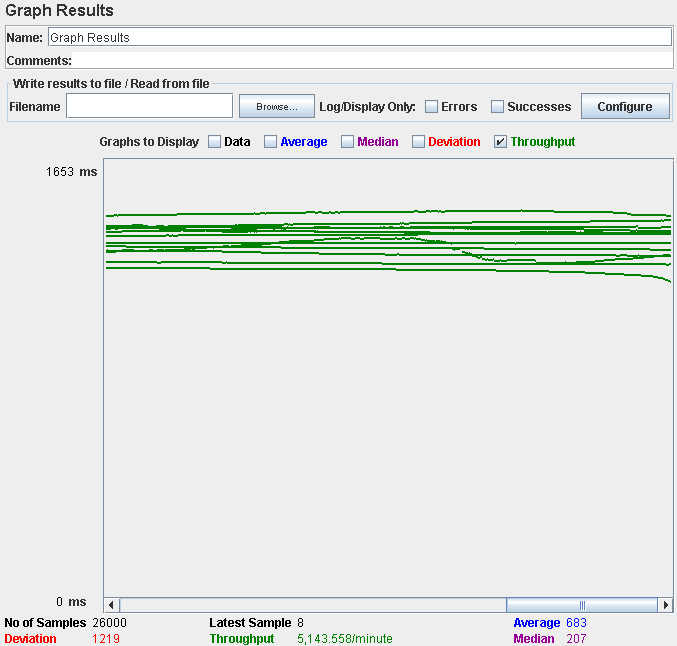 Graph Results
Name: Graph Results
Comments:
Write results to file / Read from file
Filename Browse... Log/Display Only: Errors Successes Configure
Graphs to Display Data Average Median Deviation Throughput
1653 ms
0 ms
No of Samples 26000 Latest Sample 8 Average 683
Deviation 1219 Throughput 5,143.558/minute Median 207